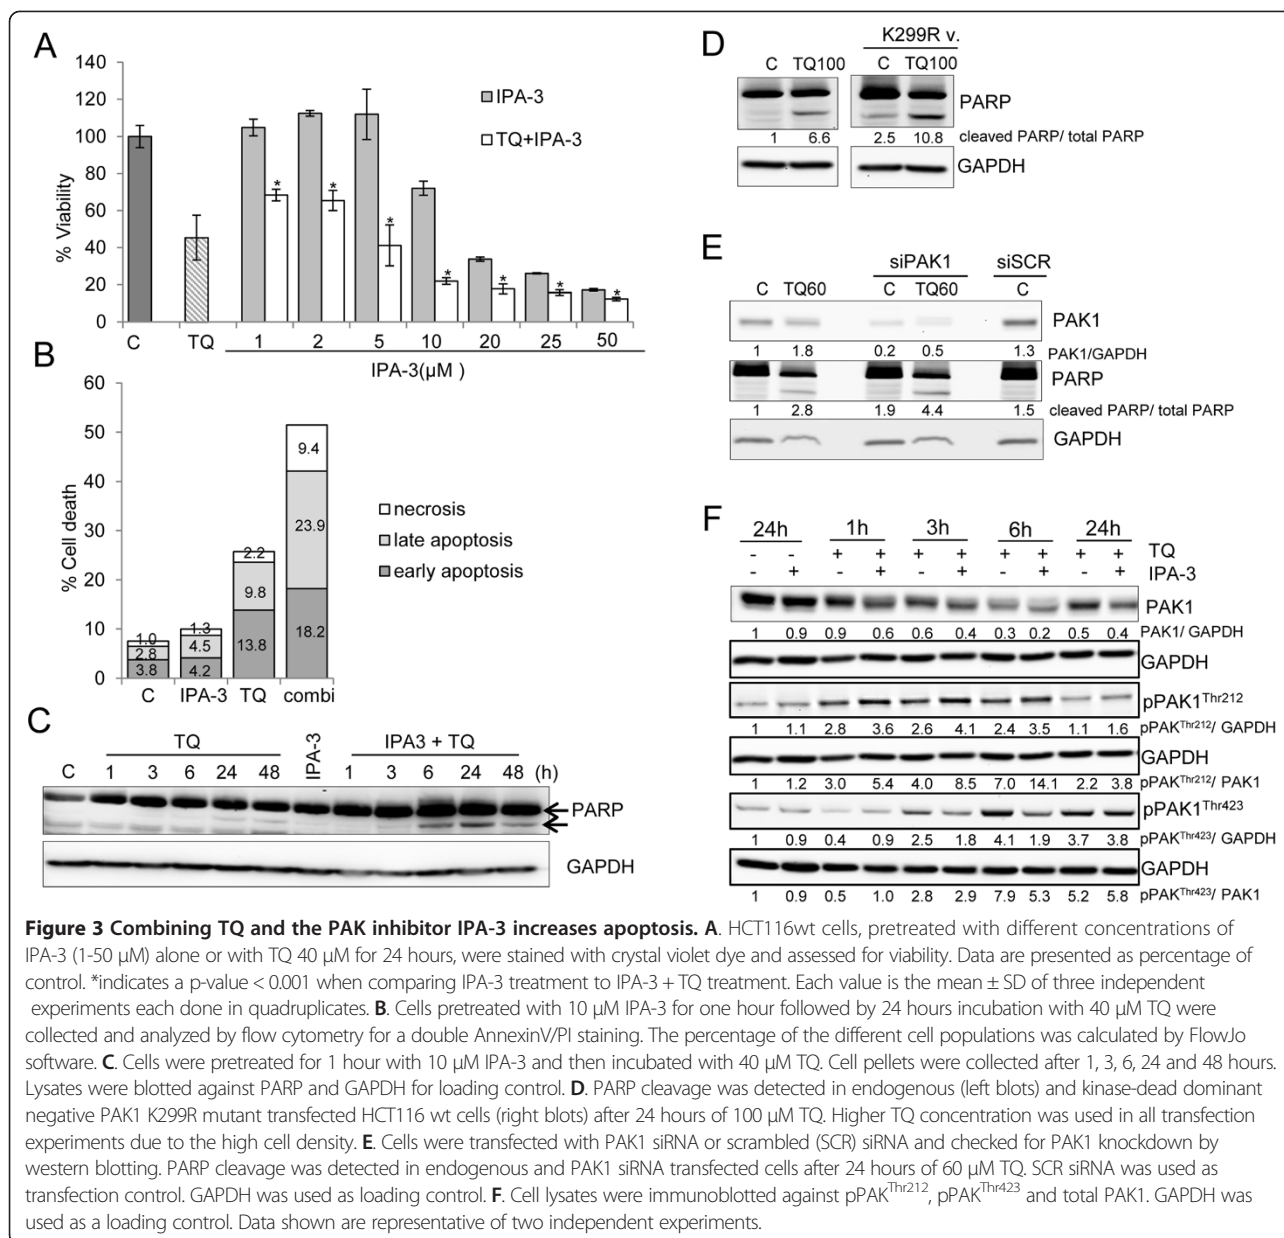 A
140
120
100
80
60
40
20
0
% Viability
IPA-3
TQ+IPA-3
* * * * * * *
C TQ 1 2 5 10 20 25 50
IPA-3(µM )
B
60
50
40
30
20
10
0
% Cell death
1.0 1.3 2.2 9.4
2.8 4.5 9.8 23.9
3.8 4.2 13.8 18.2
C IPA-3 TQ combi
necrosis
late apoptosis
early apoptosis
C
TQ IPA-3 IPA3 + TQ
C 1 3 6 24 48 1 3 6 24 48 (h)
PARP
GAPDH
D
K299R v.
C TQ100 C TQ100
PARP
1 6.6 2.5 10.8 cleaved PARP/ total PARP
GAPDH
E
siPAK1 siSCR
C TQ60 C TQ60 C
PAK1
1 1.8 0.2 0.5 1.3 PAK1/GAPDH
PARP
1 2.8 1.9 4.4 1.5 cleaved PARP/ total PARP
GAPDH
F
24h 1h 3h 6h 24h
- - + + + + + + + + TQ
- + - + - + - + - + IPA-3
PAK1
1 0.9 0.9 0.6 0.6 0.4 0.3 0.2 0.5 0.4 PAK1/ GAPDH
GAPDH
pPAK1Thr212
1 1.1 2.8 3.6 2.6 4.1 2.4 3.5 1.1 1.6 pPAKThr212/ GAPDH
GAPDH
1 1.2 3.0 5.4 4.0 8.5 7.0 14.1 2.2 3.8 pPAKThr212/ PAK1
pPAK1Thr423
1 0.9 0.4 0.9 2.5 1.8 4.1 1.9 3.7 3.8 pPAKThr423/ GAPDH
GAPDH
1 0.9 0.5 1.0 2.8 2.9 7.9 5.3 5.2 5.8 pPAKThr423/ PAK1
Figure 3 Combining TQ and the PAK inhibitor IPA-3 increases apoptosis. A. HCT116wt cells, pretreated with different concentrations of
IPA-3 (1-50 µM) alone or with TQ 40 µM for 24 hours, were stained with crystal violet dye and assessed for viability. Data are presented as percentage of
control. *indicates a p-value < 0.001 when comparing IPA-3 treatment to IPA-3 + TQ treatment. Each value is the mean ± SD of three independent
experiments each done in quadruplicates. B. Cells pretreated with 10 µM IPA-3 for one hour followed by 24 hours incubation with 40 µM TQ were
collected and analyzed by flow cytometry for a double AnnexinV/PI staining. The percentage of the different cell populations was calculated by FlowJo
software. C. Cells were pretreated for 1 hour with 10 µM IPA-3 and then incubated with 40 µM TQ. Cell pellets were collected after 1, 3, 6, 24 and 48 hours.
Lysates were blotted against PARP and GAPDH for loading control. D. PARP cleavage was detected in endogenous (left blots) and kinase-dead dominant
negative PAK1 K299R mutant transfected HCT116 wt cells (right blots) after 24 hours of 100 µM TQ. Higher TQ concentration was used in all transfection
experiments due to the high cell density. E. Cells were transfected with PAK1 siRNA or scrambled (SCR) siRNA and checked for PAK1 knockdown by
western blotting. PARP cleavage was detected in endogenous and PAK1 siRNA transfected cells after 24 hours of 60 µM TQ. SCR siRNA was used as
transfection control. GAPDH was used as loading control. F. Cell lysates were immunoblotted against pPAKThr212, pPAKThr423 and total PAK1. GAPDH was
used as a loading control. Data shown are representative of two independent experiments.